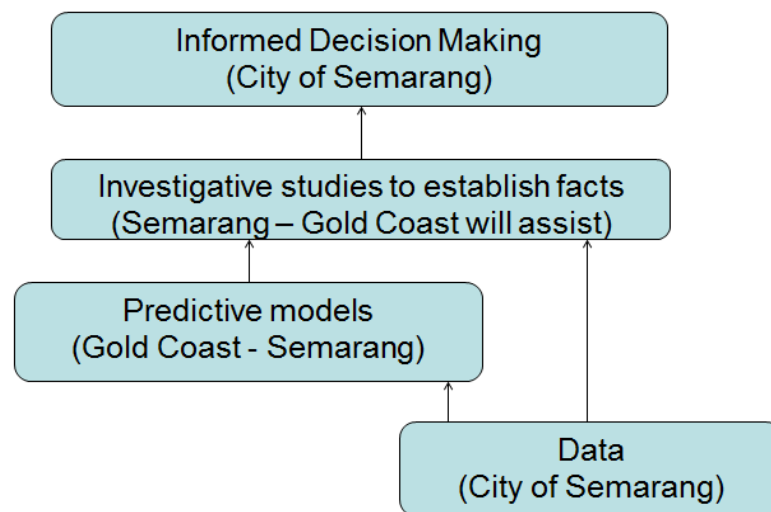 Informed Decision Making
(City of Semarang)
Investigative studies to establish facts
(Semarang – Gold Coast will assist)
Predictive models
(Gold Coast - Semarang)
Data
(City of Semarang)